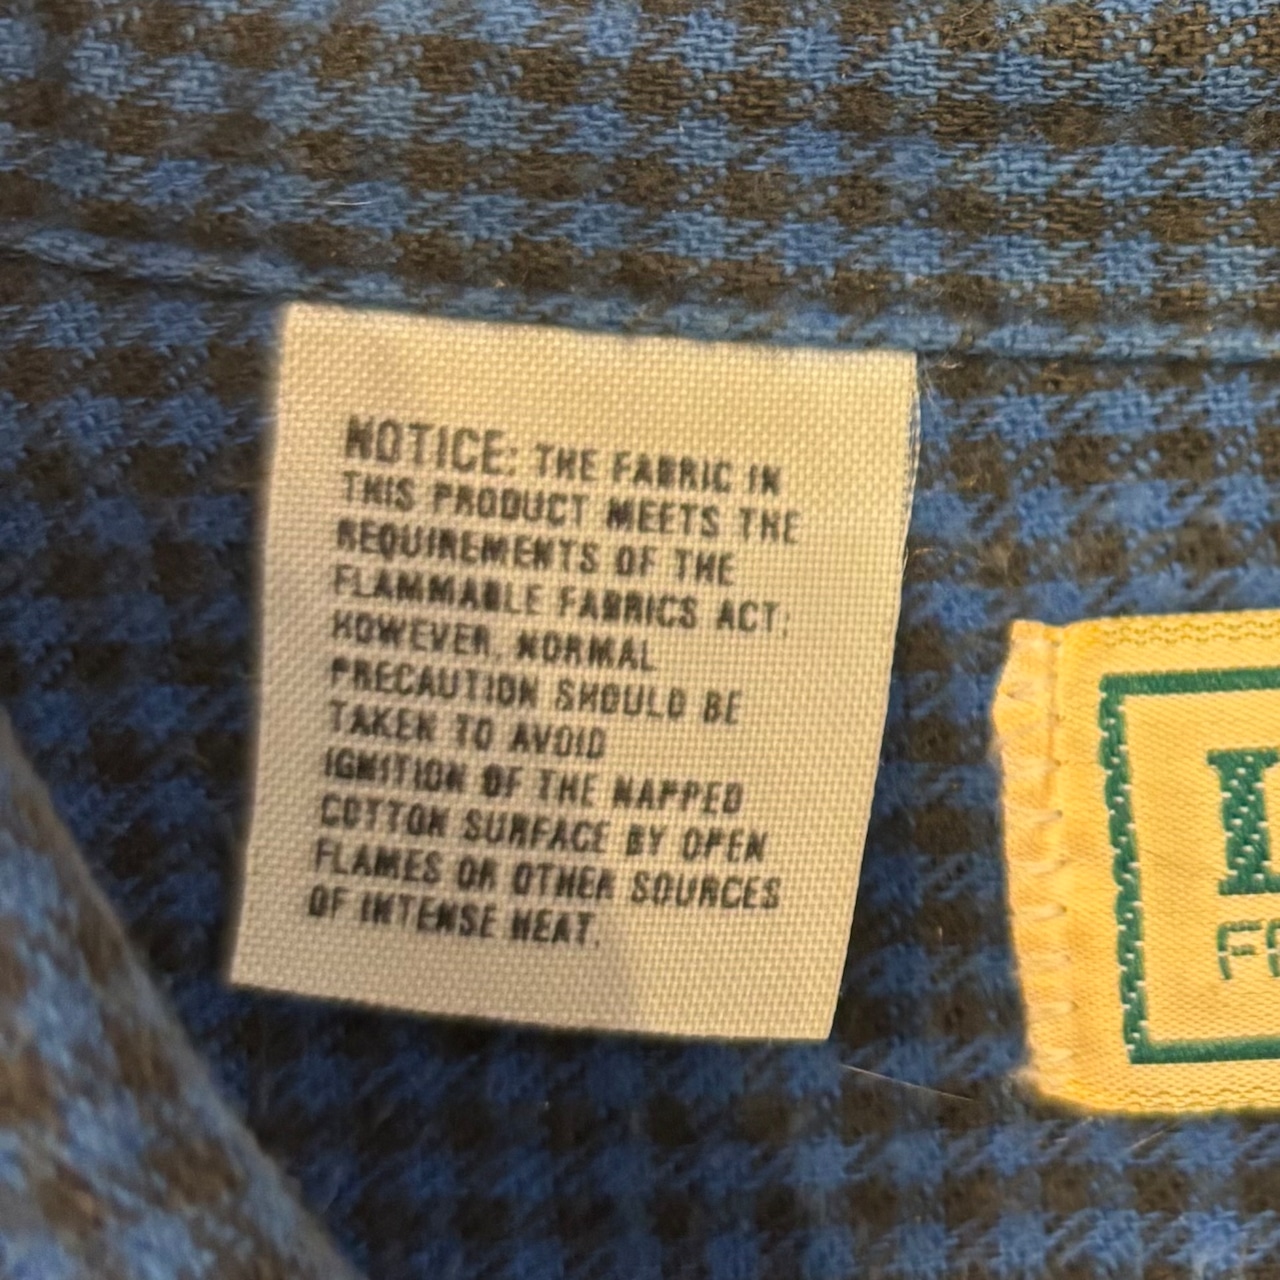 NOTICE: THE FABRIC IN
THIS PRODUCT MEETS THE
REQUIREMENTS OF THE
FLAMMABLE FABRICS ACT;
HOWEVER, NORMAL
PRECAUTION SHOULD BE
TAKEN TO AVOID
IGNITION OF THE NAPPED
COTTON SURFACE BY OPEN
FLAMES OR OTHER SOURCES
OF INTENSE HEAT.